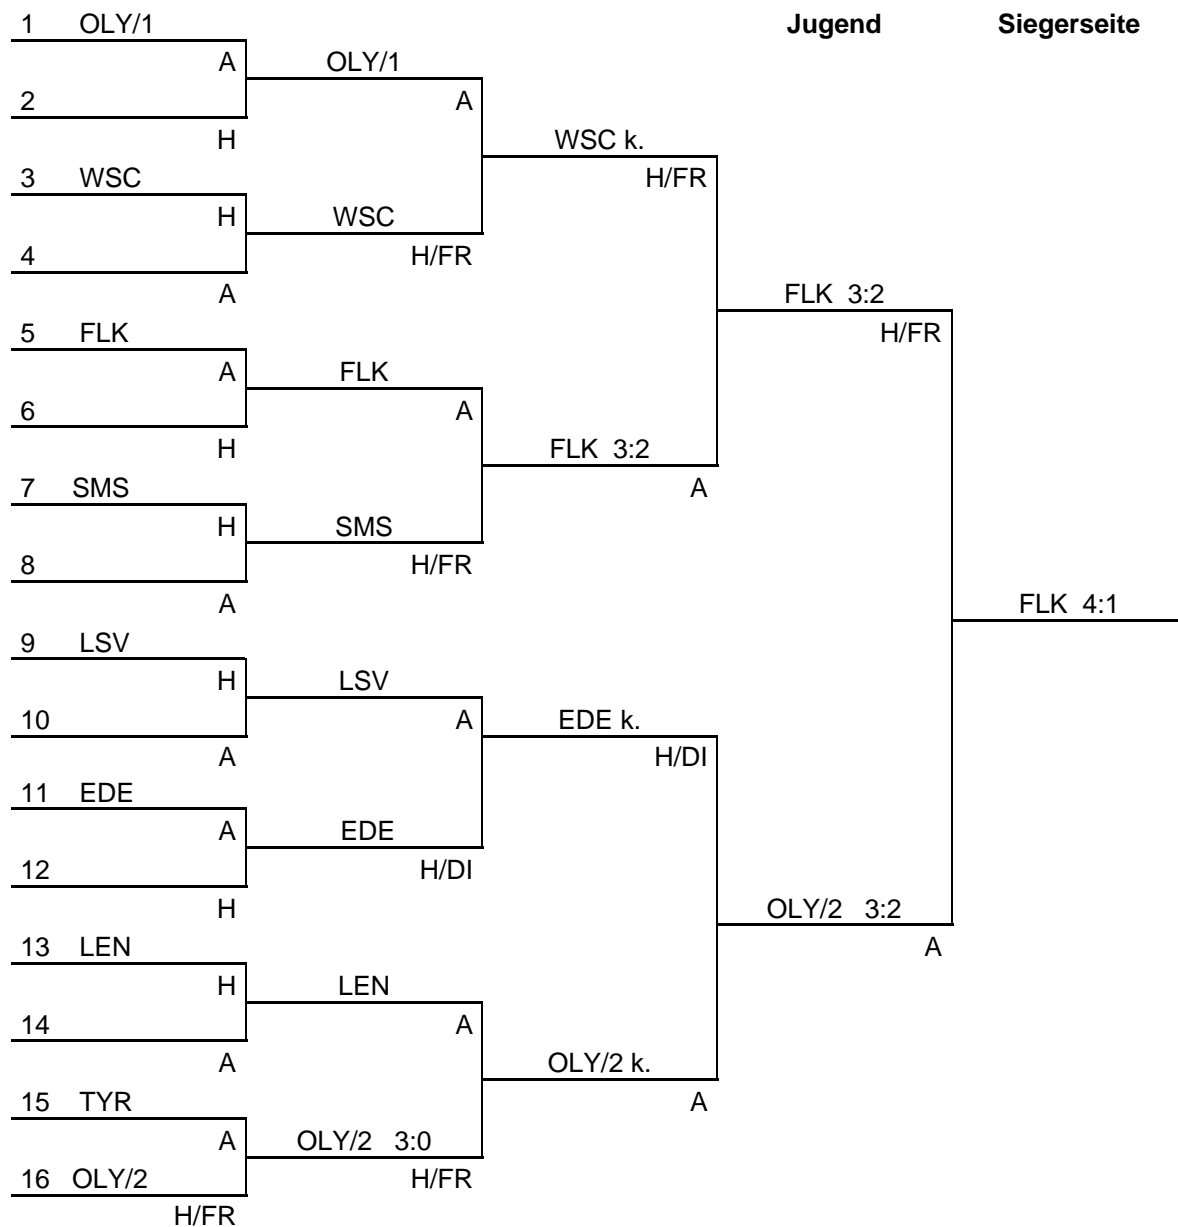 1 OLY/1 Jugend Siegerseite
A OLY/1
2 A
H WSC k.
3 WSC H/FR
H WSC
4 H/FR
A FLK 3:2
5 FLK H/FR
A FLK
6 A
H FLK 3:2
7 SMS A
H SMS
8 H/FR
A FLK 4:1
9 LSV
H LSV
10 A EDE k.
A H/DI
11 EDE
A EDE
12 H/DI
H OLY/2 3:2
13 LEN A
H LEN
14 A
A OLY/2 k.
15 TYR A
A OLY/2 3:0
16 OLY/2 H/FR
H/FR